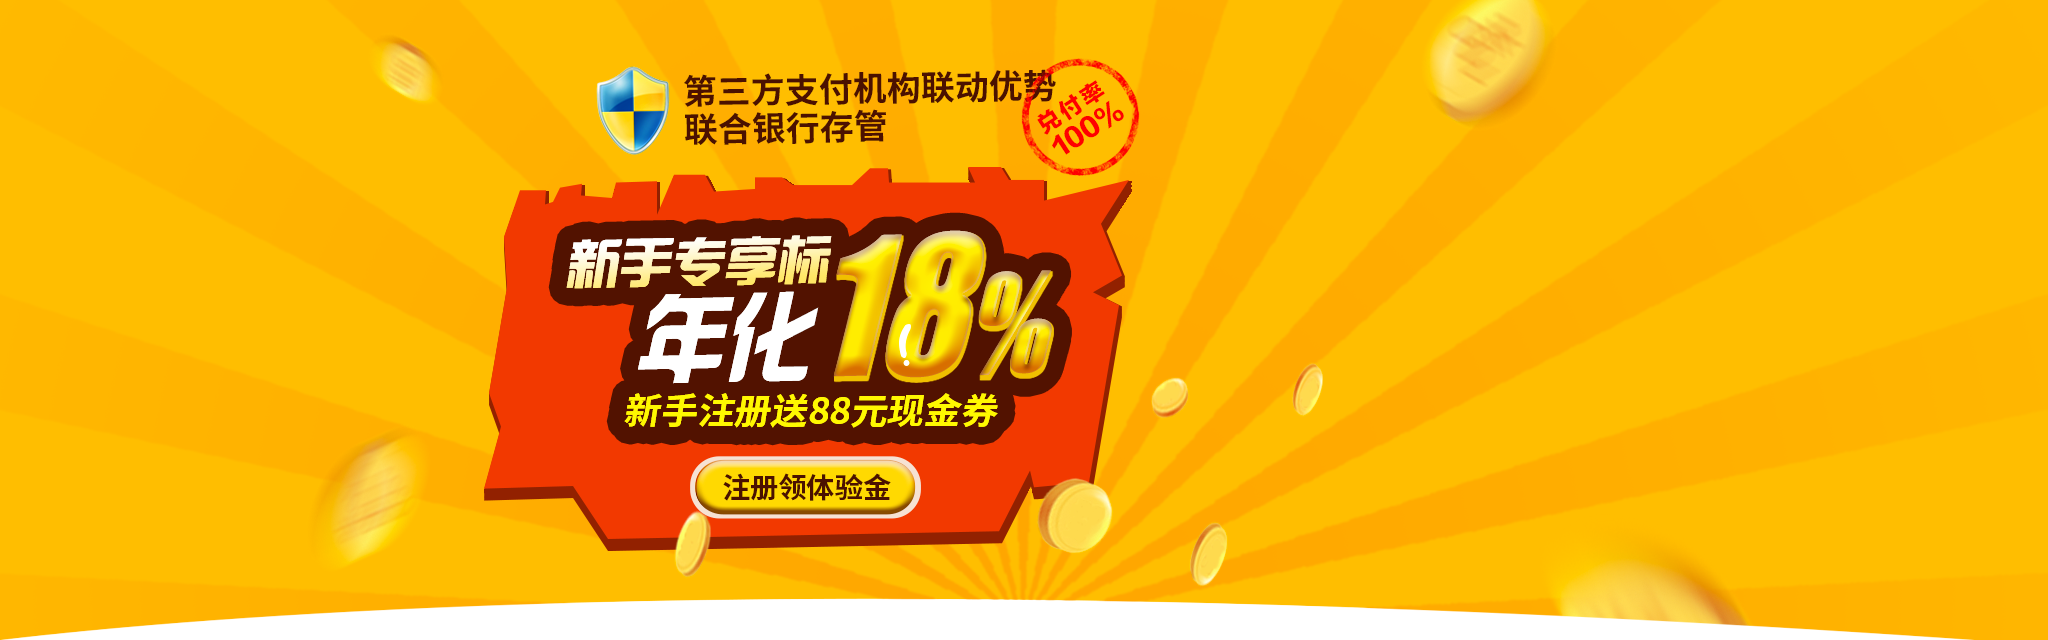 第三方支付机构联动优势
联合银行存管
兑付率
100%
新手专享标
年化18%
新手注册送88元现金券
注册领体验金